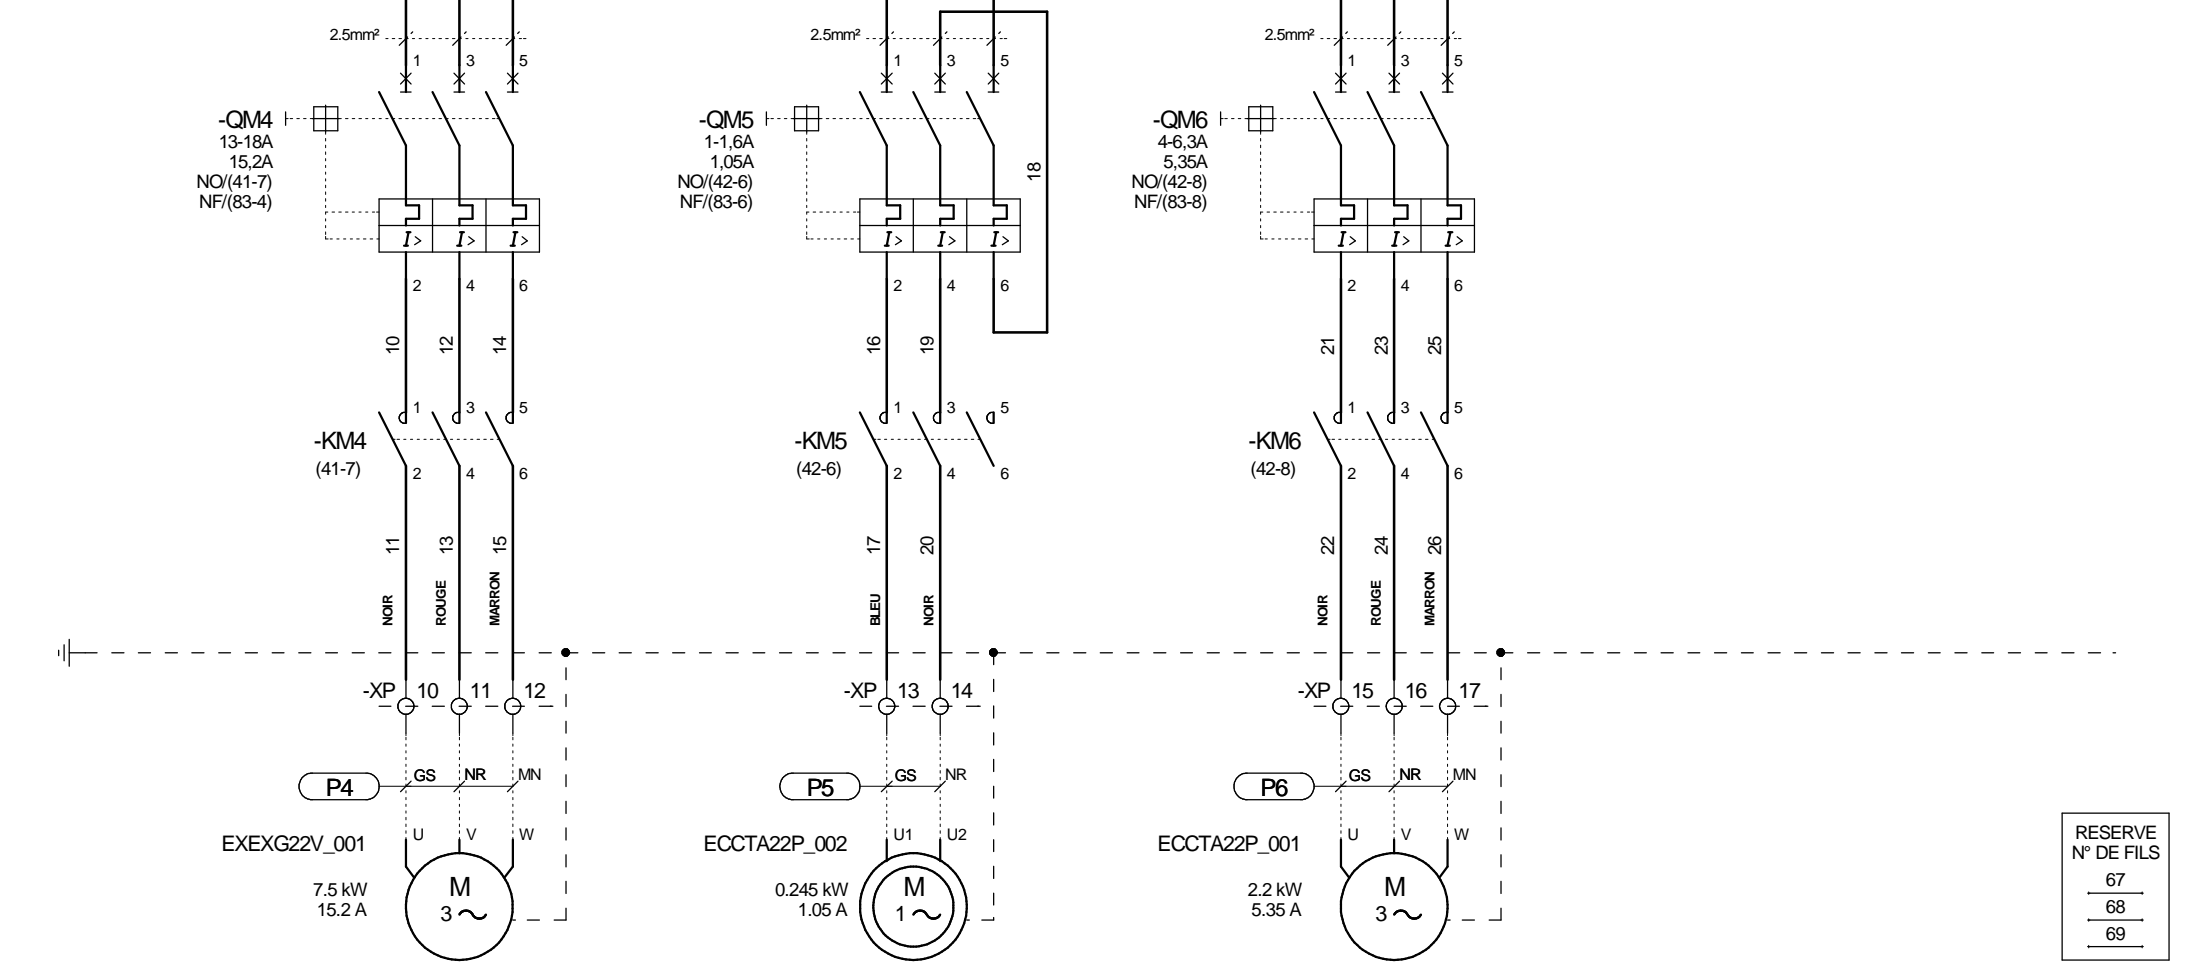 2.5mm²
1
3
5
-QM4
13-18A
15,2A
NO/(41-7)
NF/(83-4)
I>
I>
I>
2
4
6
10
12
14
-KM4
(41-7)
1
3
5
2
4
6
11
13
15
NOIR
ROUGE
MARRON
-XP
10
11
12
P4
GS
NR
MN
EXEXG22V_001
U
V
W
7.5 kW
15.2 A
M
3
2.5mm²
1
3
5
-QM5
1-1,6A
1,05A
NO/(42-6)
NF/(83-6)
18
I>
I>
I>
2
4
6
16
19
-KM5
(42-6)
1
3
5
2
4
6
17
20
BLEU
NOIR
-XP
13
14
P5
GS
NR
ECCTA22P_002
U1
U2
0.245 kW
1.05 A
M
1
2.5mm²
1
3
5
-QM6
4-6,3A
5,35A
NO/(42-8)
NF/(83-8)
I>
I>
I>
2
4
6
21
23
25
-KM6
(42-8)
1
3
5
2
4
6
22
24
26
NOIR
ROUGE
MARRON
-XP
15
16
17
P6
GS
NR
MN
ECCTA22P_001
U
V
W
2.2 kW
5.35 A
M
3
RESERVE
N° DE FILS
67
68
69